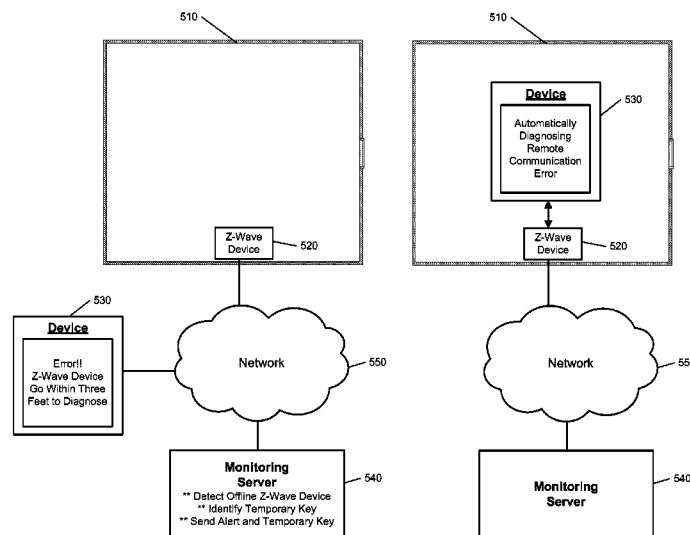 510
Z-Wave
Device
520
530
Device
Error!!
Z-Wave Device
Go Within Three
Feet to Diagnose
Network
550
Monitoring
Server
** Detect Offline Z-Wave Device
** Identify Temporary Key
** Send Alert and Temporary Key
540
510
Device
530
Automatically
Diagnosing
Remote
Communication
Error
Z-Wave
Device
520
Network
55
Monitoring
Server
540